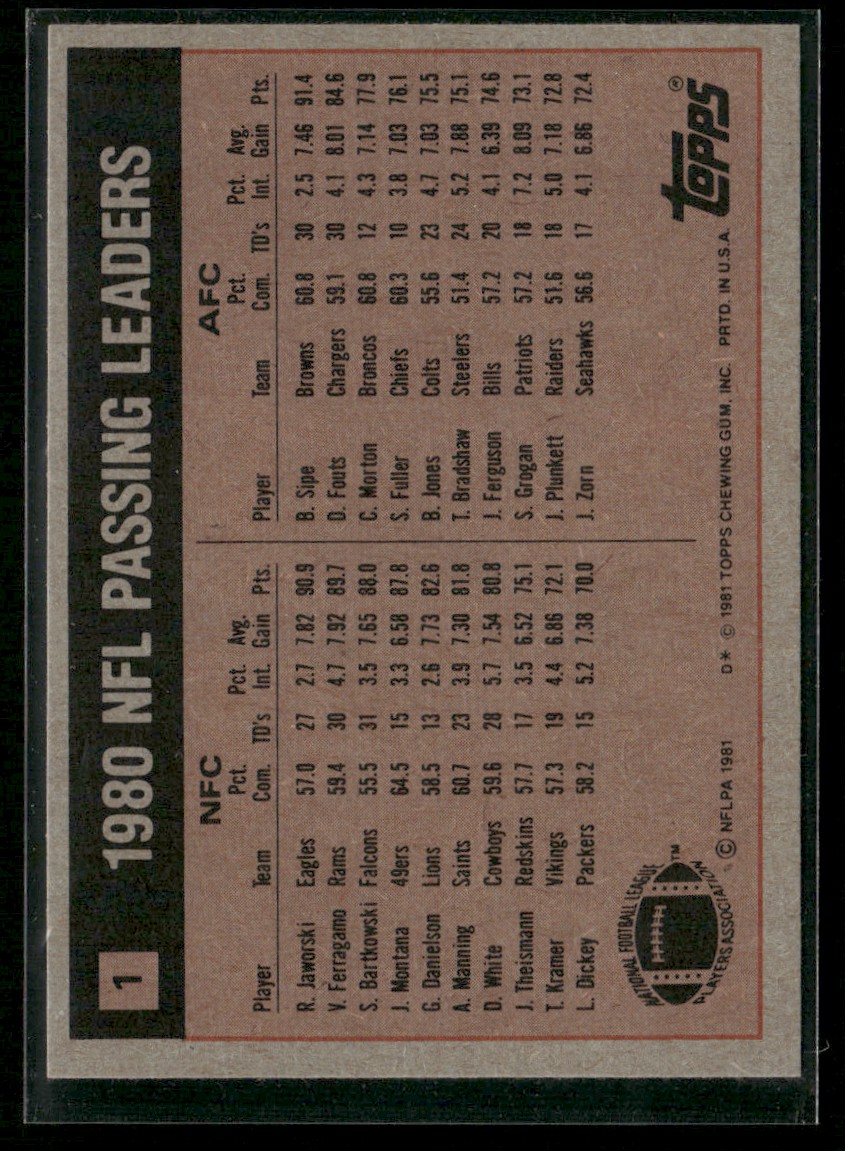 1 1980 NFL PASSING LEADERS
NFC
Player Team Pct. Com. TD's Pct. Int. Avg. Gain Pts.
R. Jaworski Eagles 57.0 27 2.7 7.82 90.9
V. Ferragamo Rams 59.4 30 4.7 7.92 89.7
S. Bartkowski Falcons 55.5 31 3.5 7.65 88.0
J. Montana 49ers 64.5 15 3.3 6.58 87.8
G. Danielson Lions 58.5 13 2.6 7.73 82.6
A. Manning Saints 60.7 23 3.9 7.30 81.8
D. White Cowboys 59.6 28 5.7 7.54 80.8
J. Theismann Redskins 57.7 17 3.5 6.52 75.1
T. Kramer Vikings 57.3 19 4.4 6.86 72.1
L. Dickey Packers 58.2 15 5.2 7.38 70.0
AFC
Player Team Pct. Com. TD's Pct. Int. Avg. Gain Pts.
B. Sipe Browns 60.8 30 2.5 7.46 91.4
D. Fouts Chargers 59.1 30 4.1 8.01 84.6
C. Morton Broncos 60.8 12 4.3 7.14 77.9
S. Fuller Chiefs 60.3 10 3.8 7.03 76.1
B. Jones Colts 55.6 23 4.7 7.03 75.5
T. Bradshaw Steelers 51.4 24 5.2 7.88 75.1
J. Ferguson Bills 57.2 20 4.1 6.39 74.6
S. Grogan Patriots 57.2 18 7.2 8.09 73.1
J. Plunkett Raiders 51.6 18 5.0 7.18 72.8
J. Zorn Seahawks 56.6 17 4.1 6.86 72.4
NATIONAL FOOTBALL LEAGUE
PLAYERS ASSOCIATION ™
© NFLPA 1981 D* © 1981 TOPPS CHEWING GUM, INC. PRTD. IN U.S.A.
topps ®